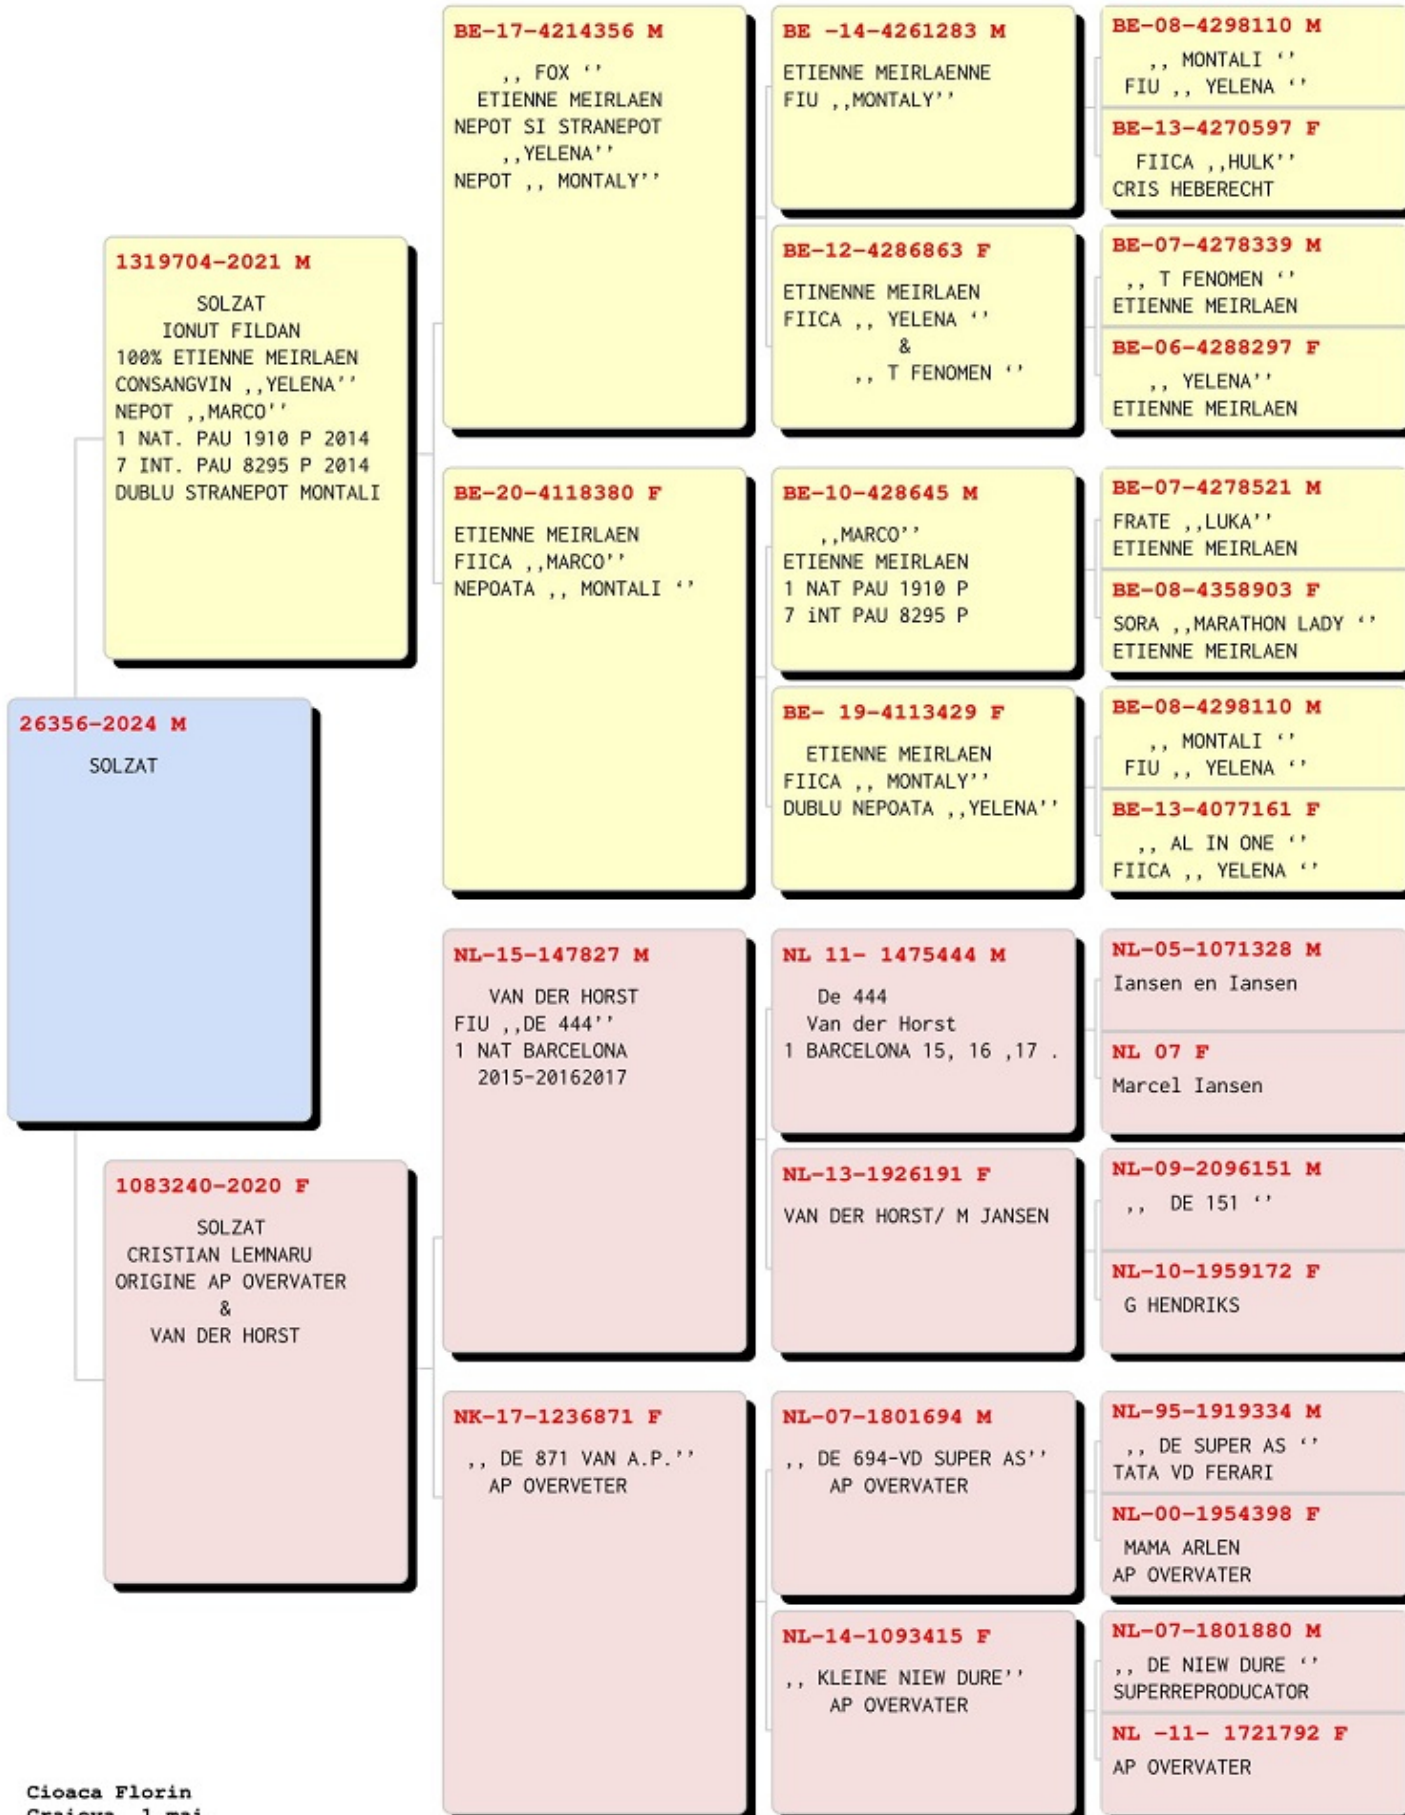 BE-17-4214356 M
,, FOX ‘’
ETIENNE MEIRLAEN
NEPOT SI STRANEPOT
,,YELENA’’
NEPOT ,, MONTALY’’
BE -14-4261283 M
ETIENNE MEIRLAENNE
FIU ,,MONTALY’’
BE-08-4298110 M
,, MONTALI ‘’
FIU ,, YELENA ‘’
BE-13-4270597 F
FIICA ,,HULK’’
CRIS HEBERECHT
1319704-2021 M
SOLZAT
IONUT FILDAN
100% ETIENNE MEIRLAEN
CONSANGVIN ,,YELENA’’
NEPOT ,,MARCO’’
1 NAT. PAU 1910 P 2014
7 INT. PAU 8295 P 2014
DUBLU STRANEPOT MONTALI
BE-12-4286863 F
ETINENNE MEIRLAEN
FIICA ,, YELENA ‘’
&
,, T FENOMEN ‘’
BE-07-4278339 M
,, T FENOMEN ‘’
ETIENNE MEIRLAEN
BE-06-4288297 F
,, YELENA’’
ETIENNE MEIRLAEN
BE-20-4118380 F
ETIENNE MEIRLAEN
FIICA ,,MARCO’’
NEPOATA ,, MONTALI ‘’
BE-10-428645 M
,,MARCO’’
ETIENNE MEIRLAEN
1 NAT PAU 1910 P
7 iNT PAU 8295 P
BE-07-4278521 M
FRATE ,,LUKA’’
ETIENNE MEIRLAEN
BE-08-4358903 F
SORA ,,MARATHON LADY ‘’
ETIENNE MEIRLAEN
26356-2024 M
SOLZAT
BE- 19-4113429 F
ETIENNE MEIRLAEN
FIICA ,, MONTALY’’
DUBLU NEPOATA ,,YELENA’’
BE-08-4298110 M
,, MONTALI ‘’
FIU ,, YELENA ‘’
BE-13-4077161 F
,, AL IN ONE ‘’
FIICA ,, YELENA ‘’
NL-15-147827 M
VAN DER HORST
FIU ,,DE 444’’
1 NAT BARCELONA
2015-20162017
NL 11- 1475444 M
De 444
Van der Horst
1 BARCELONA 15, 16 ,17 .
NL-05-1071328 M
Iansen en Iansen
NL 07 F
Marcel Iansen
1083240-2020 F
SOLZAT
CRISTIAN LEMNARU
ORIGINE AP OVERVATER
&
VAN DER HORST
NL-13-1926191 F
VAN DER HORST/ M JANSEN
NL-09-2096151 M
,, DE 151 ‘’
NL-10-1959172 F
G HENDRIKS
NK-17-1236871 F
,, DE 871 VAN A.P.’’
AP OVERVETER
NL-07-1801694 M
,, DE 694-VD SUPER AS’’
AP OVERVATER
NL-95-1919334 M
,, DE SUPER AS ‘’
TATA VD FERARI
NL-00-1954398 F
MAMA ARLEN
AP OVERVATER
NL-14-1093415 F
,, KLEINE NIEW DURE’’
AP OVERVATER
NL-07-1801880 M
,, DE NIEW DURE ‘’
SUPERREPRODUCATOR
NL -11- 1721792 F
AP OVERVATER
Cioaca Florin
Craiova, 1 mai